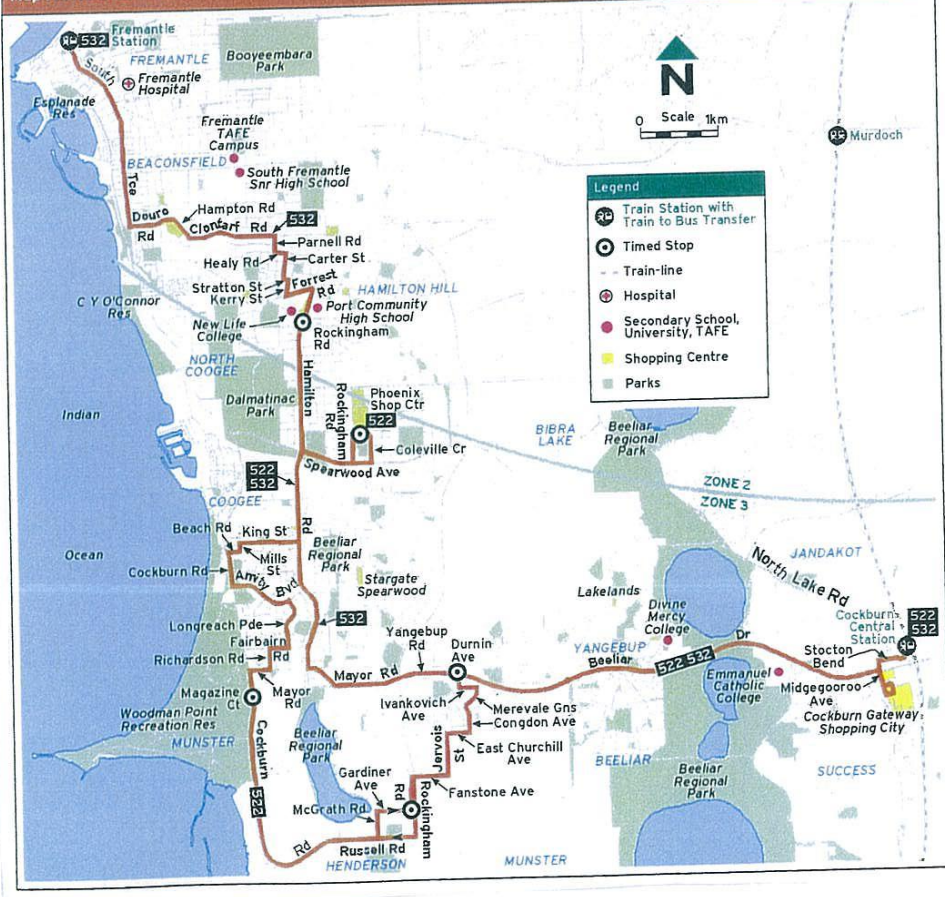 532
Fremantle
Station
FREMANTLE
Booyeembara
Park
South
Fremantle
Hospital
Esplanade
Res
N
Scale
0 1km
Murdoch
Fremantle
TAFE
Campus
BEACONSFIELD
South Fremantle
Snr High School
Tce
Legend
Train Station with
Train to Bus Transfer
Timed Stop
Train-line
Hospital
Secondary School,
University, TAFE
Shopping Centre
Parks
Hampton Rd
Douro
Rd
Clontarf Rd
532
Parnell Rd
Healy Rd
Carter St
Stratton St
Kerry St
Forrest
Rd
HAMILTON HILL
C Y O'Connor
Res
Port Community
High School
New Life
College
Rockingham
Rd
NORTH
COOGEE
Hamilton
Rockingham
Rd
Phoenix
Shop Ctr
522
Dalmatinac
Park
Indian
BIBRA
LAKE
Beeliar
Regional
Park
Coleville Cr
Spearwood Ave
522
532
ZONE 2
ZONE 3
COOGEE
Rd
Beach Rd
King St
Mills
St
Beeliar
Regional
Park
Ocean
Cockburn Rd
Amity Bvd
Stargate
Spearwood
JANDAKOT
North Lake Rd
Lakelands
Divine
Mercy
College
Cockburn
Central
Station
522
532
Longreach Pde
532
Fairbairn
Rd
Yangebup
Rd
Durnin
Ave
YANGEBUP
Beeliar
522 532
Dr
Stocton
Bend
Richardson Rd
Mayor Rd
Emmanuel
Catholic
College
Midgegooroo
Ave
Cockburn Gateway
Shopping City
Magazine
Ct
Mayor
Rd
Ivankovich
Ave
Merevale Gns
Congdon Ave
Woodman Point
Recreation Res
MUNSTER
Cockburn
Beeliar
Regional
Park
Jervois
St
East Churchill
Ave
BEELIAR
Beeliar
Regional
Park
SUCCESS
Gardiner
Ave
Fanstone Ave
522
McGrath Rd
Rockingham
Rd
Rd
Russell Rd
HENDERSON
MUNSTER